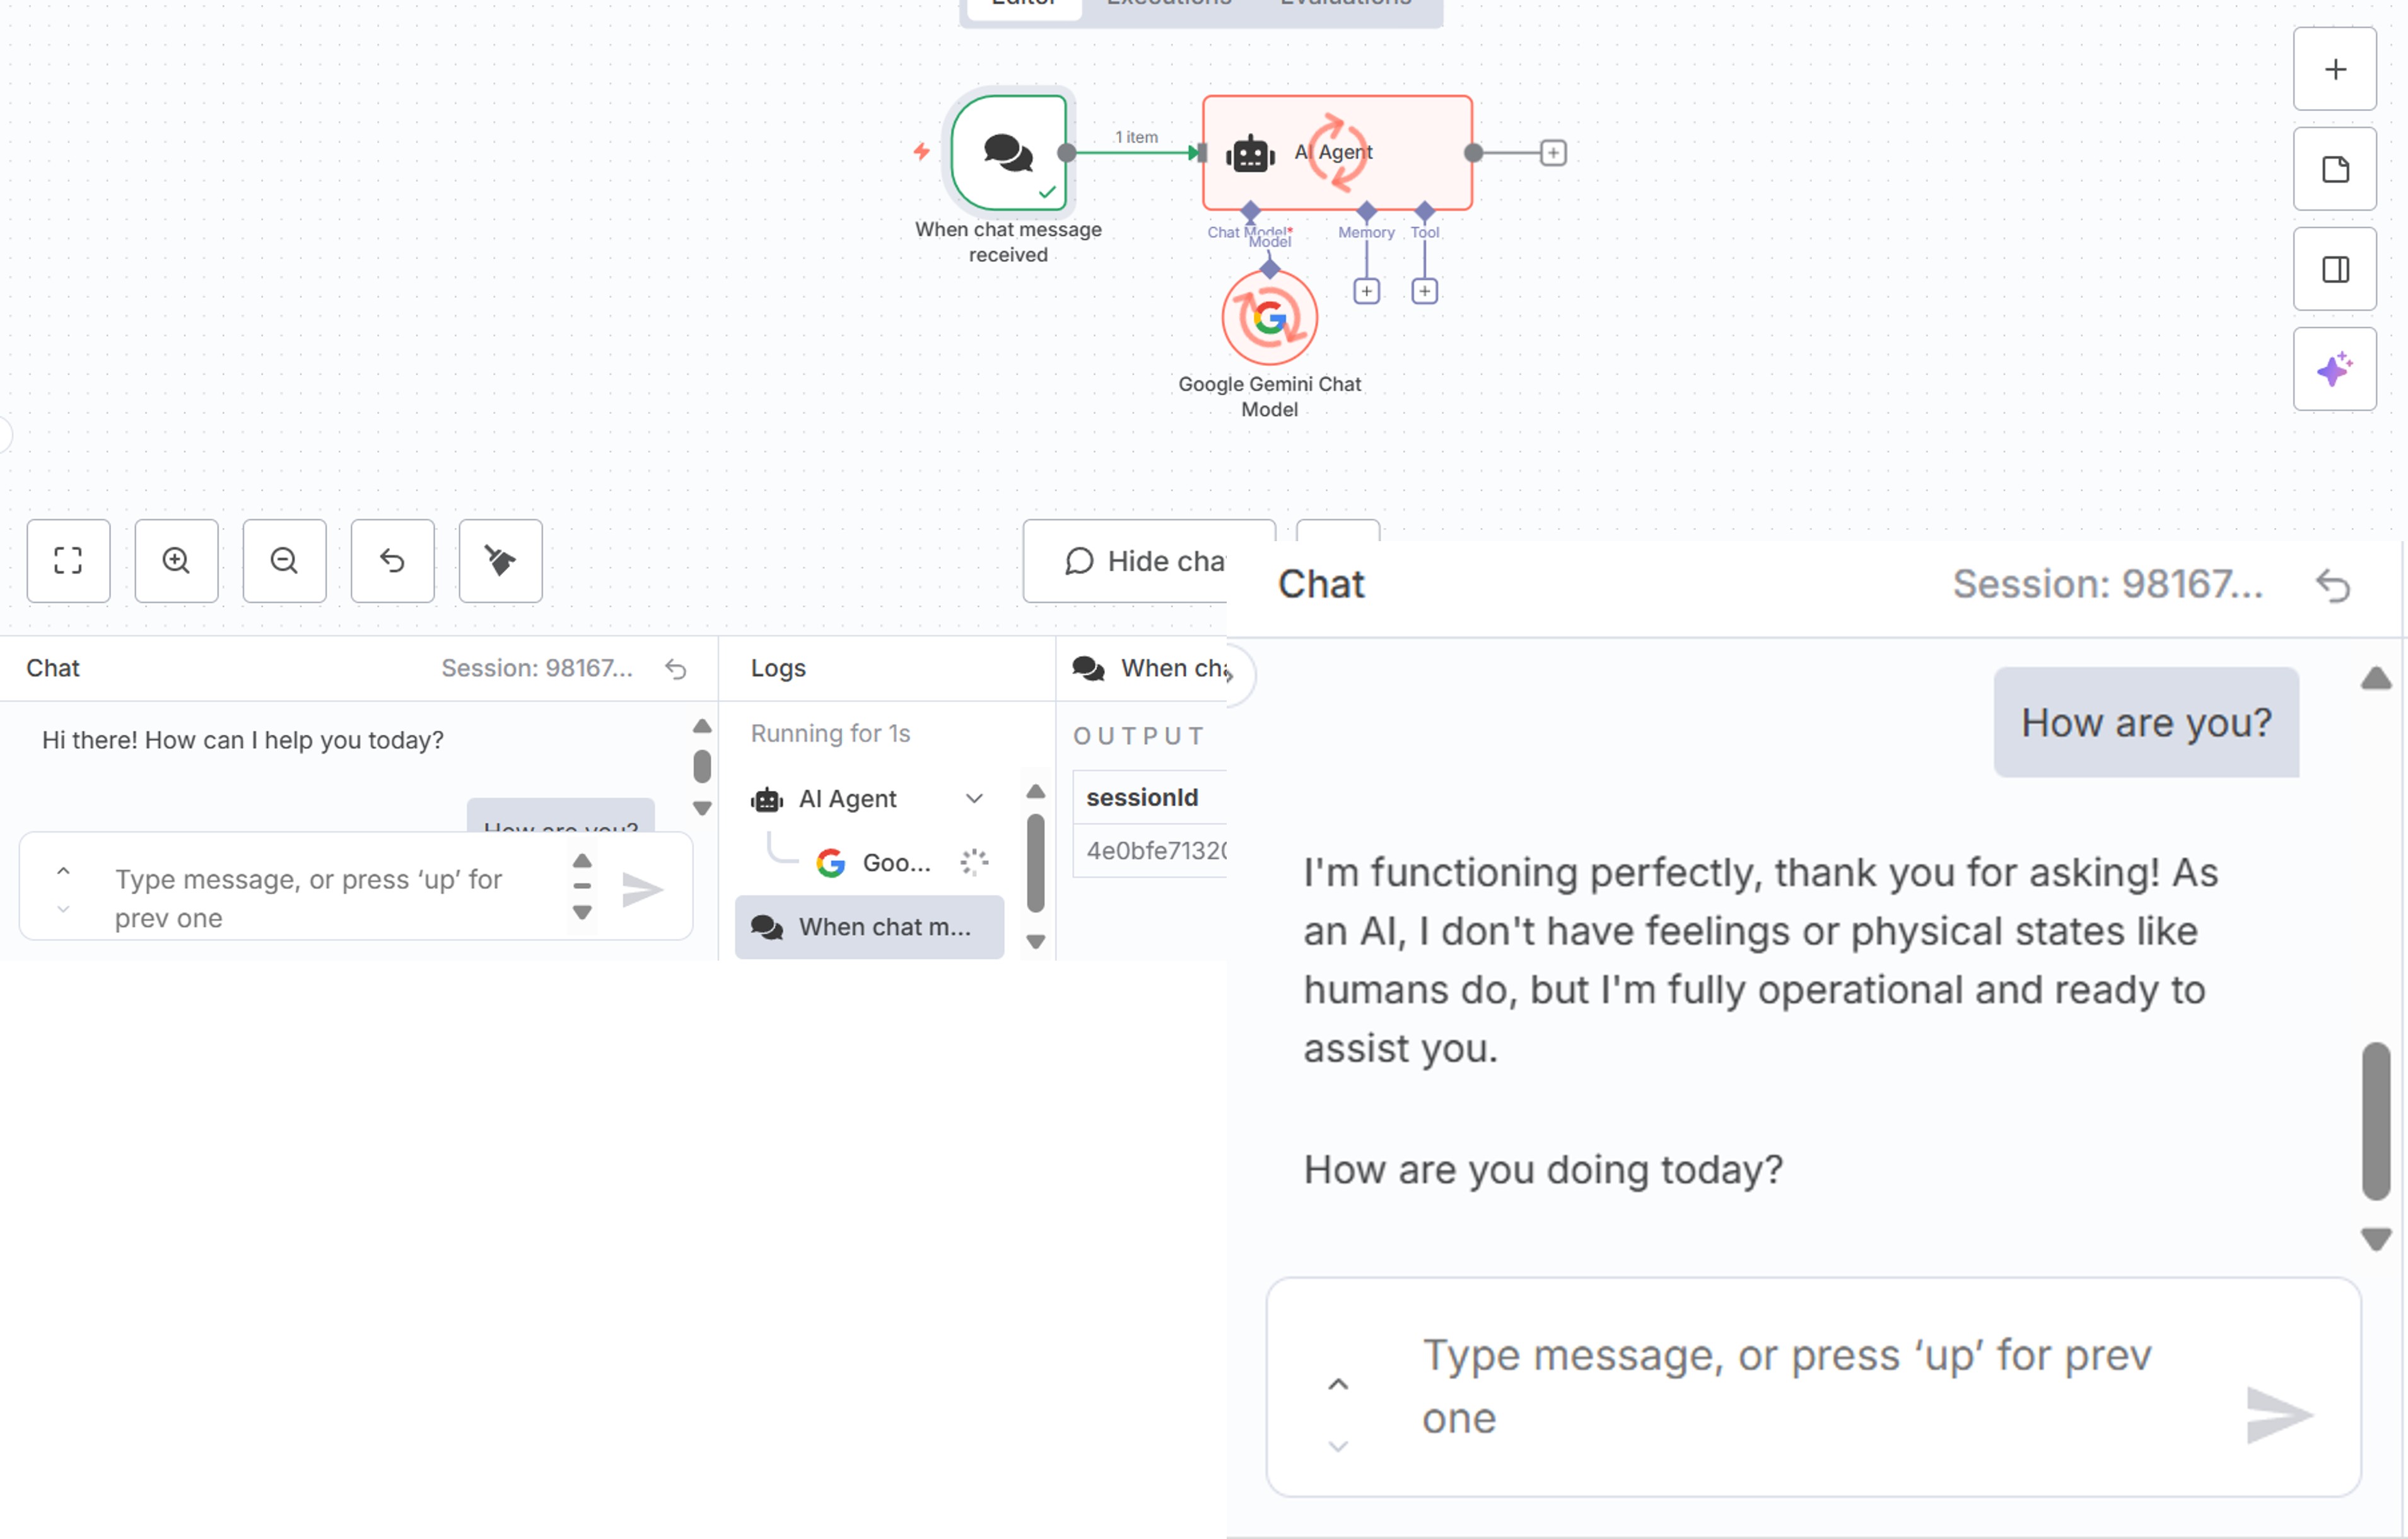 Editor Executions Evaluations
1 item
AI Agent
When chat message
received
Chat Model*
Model
Memory
Tool
Google Gemini Chat
Model
Hide cha
Chat
Session: 98167...
Hi there! How can I help you today?
How are you?
Type message, or press ‘up’ for
prev one
Logs
Running for 1s
AI Agent
Goo...
When chat m...
When cha
OUTPUT
sessionId
4e0bfe71320
Chat
Session: 98167...
How are you?
I'm functioning perfectly, thank you for asking! As
an AI, I don't have feelings or physical states like
humans do, but I'm fully operational and ready to
assist you.
How are you doing today?
Type message, or press ‘up’ for prev
one